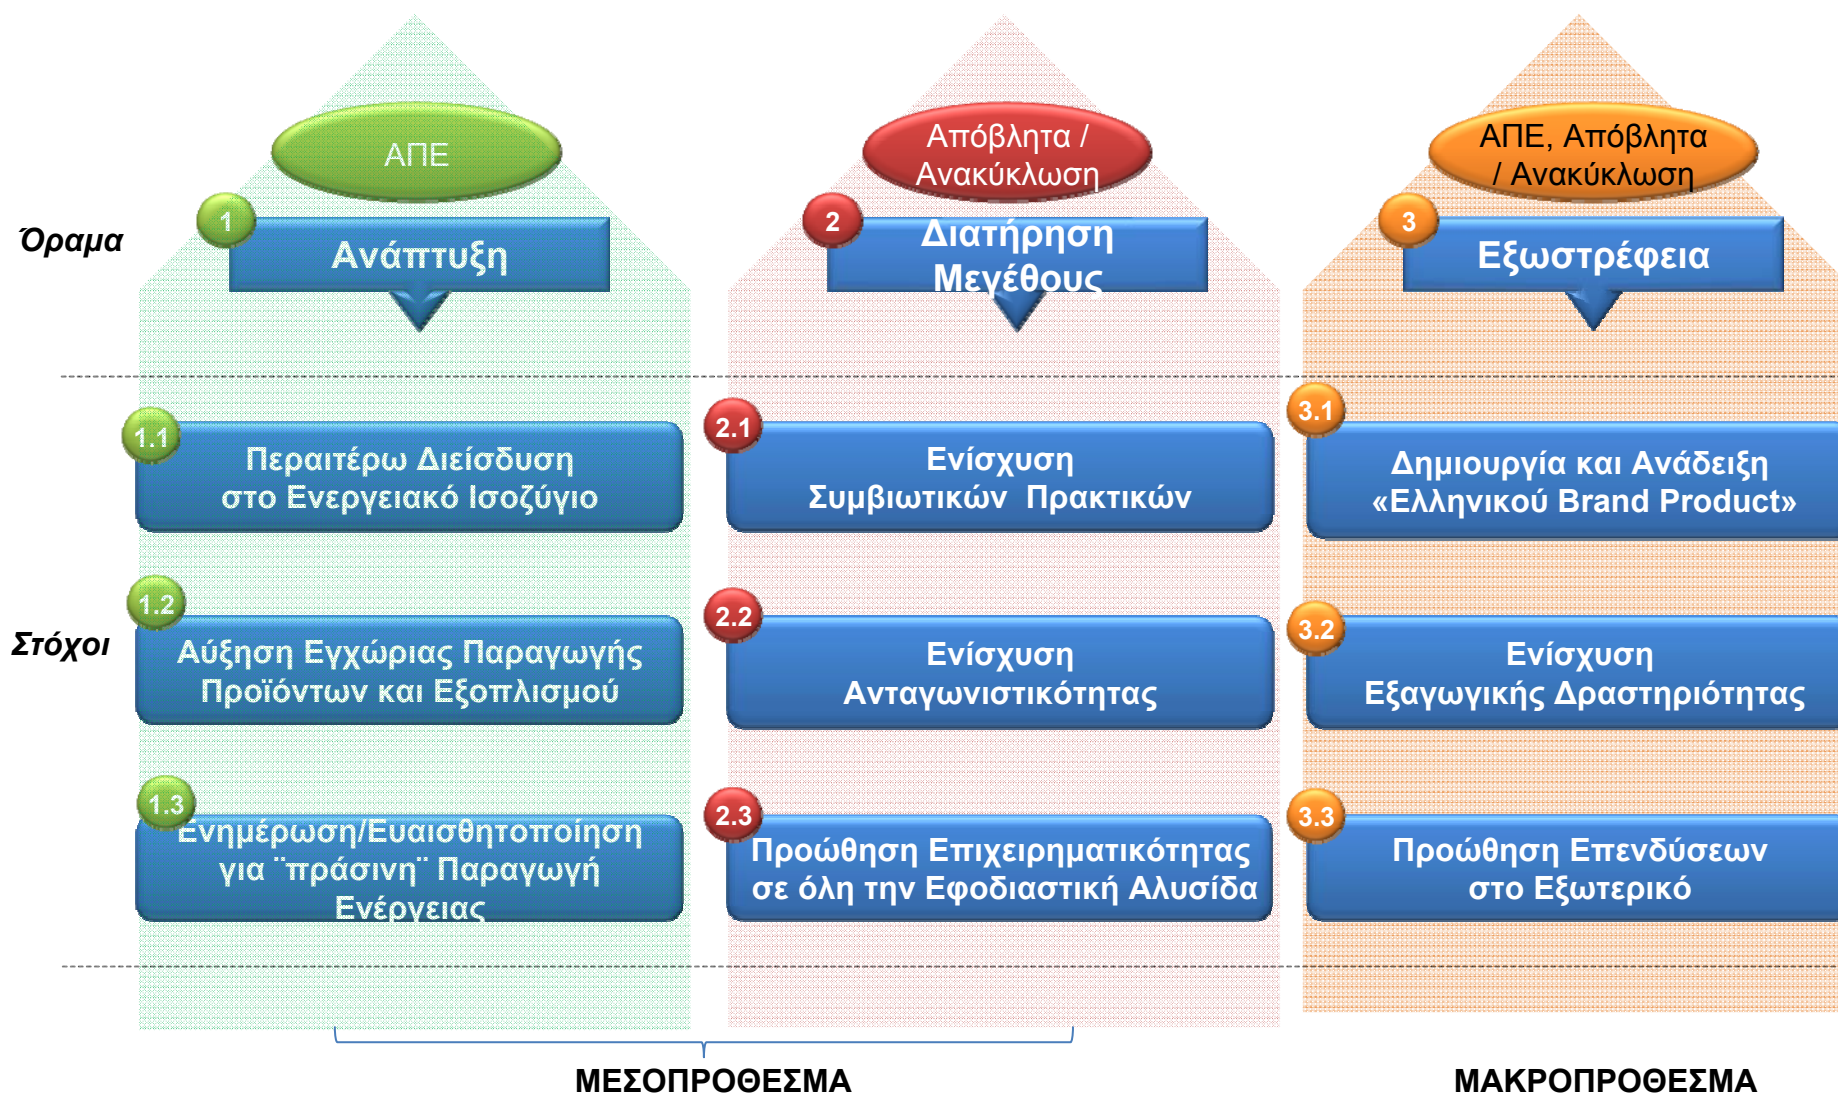 ΑΠΕ
Απόβλητα /
Ανακύκλωση
ΑΠΕ, Απόβλητα
/ Ανακύκλωση
Όραμα
1
Ανάπτυξη
2
Διατήρηση
Μεγέθους
3
Εξωστρέφεια
Στόχοι
1.1
Περαιτέρω Διείσδυση
στο Ενεργειακό Ισοζύγιο
2.1
Ενίσχυση
Συμβιωτικών Πρακτικών
3.1
Δημιουργία και Ανάδειξη
«Ελληνικού Brand Product»
1.2
Αύξηση Εγχώριας Παραγωγής
Προϊόντων και Εξοπλισμού
2.2
Ενίσχυση
Ανταγωνιστικότητας
3.2
Ενίσχυση
Εξαγωγικής Δραστηριότητας
1.3
Ενημέρωση/Ευαισθητοποίηση
για ¨πράσινη¨ Παραγωγή
Ενέργειας
2.3
Προώθηση Επιχειρηματικότητας
σε όλη την Εφοδιαστική Αλυσίδα
3.3
Προώθηση Επενδύσεων
στο Εξωτερικό
ΜΕΣΟΠΡΟΘΕΣΜΑ
ΜΑΚΡΟΠΡΟΘΕΣΜΑ